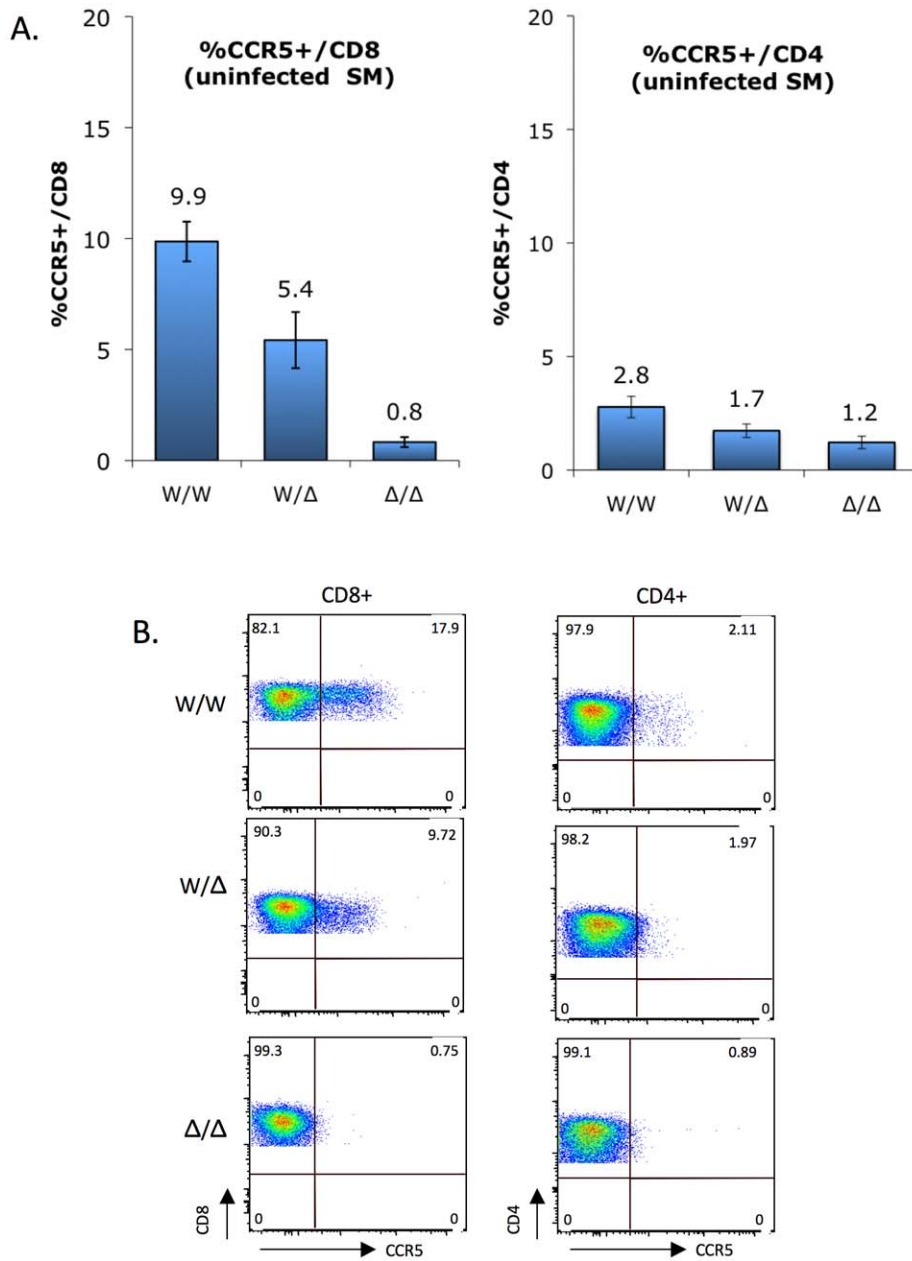 A.
%CCR5+/CD8
(uninfected SM)
%CCR5+/CD8
20
15
10
5
0
9.9
5.4
0.8
W/W
W/Δ
Δ/Δ
%CCR5+/CD4
(uninfected SM)
%CCR5+/CD4
20
15
10
5
0
2.8
1.7
1.2
W/W
W/Δ
Δ/Δ
B.
CD8+
CD4+
W/W
82.1
17.9
0
0
97.9
2.11
0
0
W/Δ
90.3
9.72
0
0
98.2
1.97
0
0
Δ/Δ
99.3
0.75
0
0
99.1
0.89
0
0
CD8
CCR5
CD4
CCR5